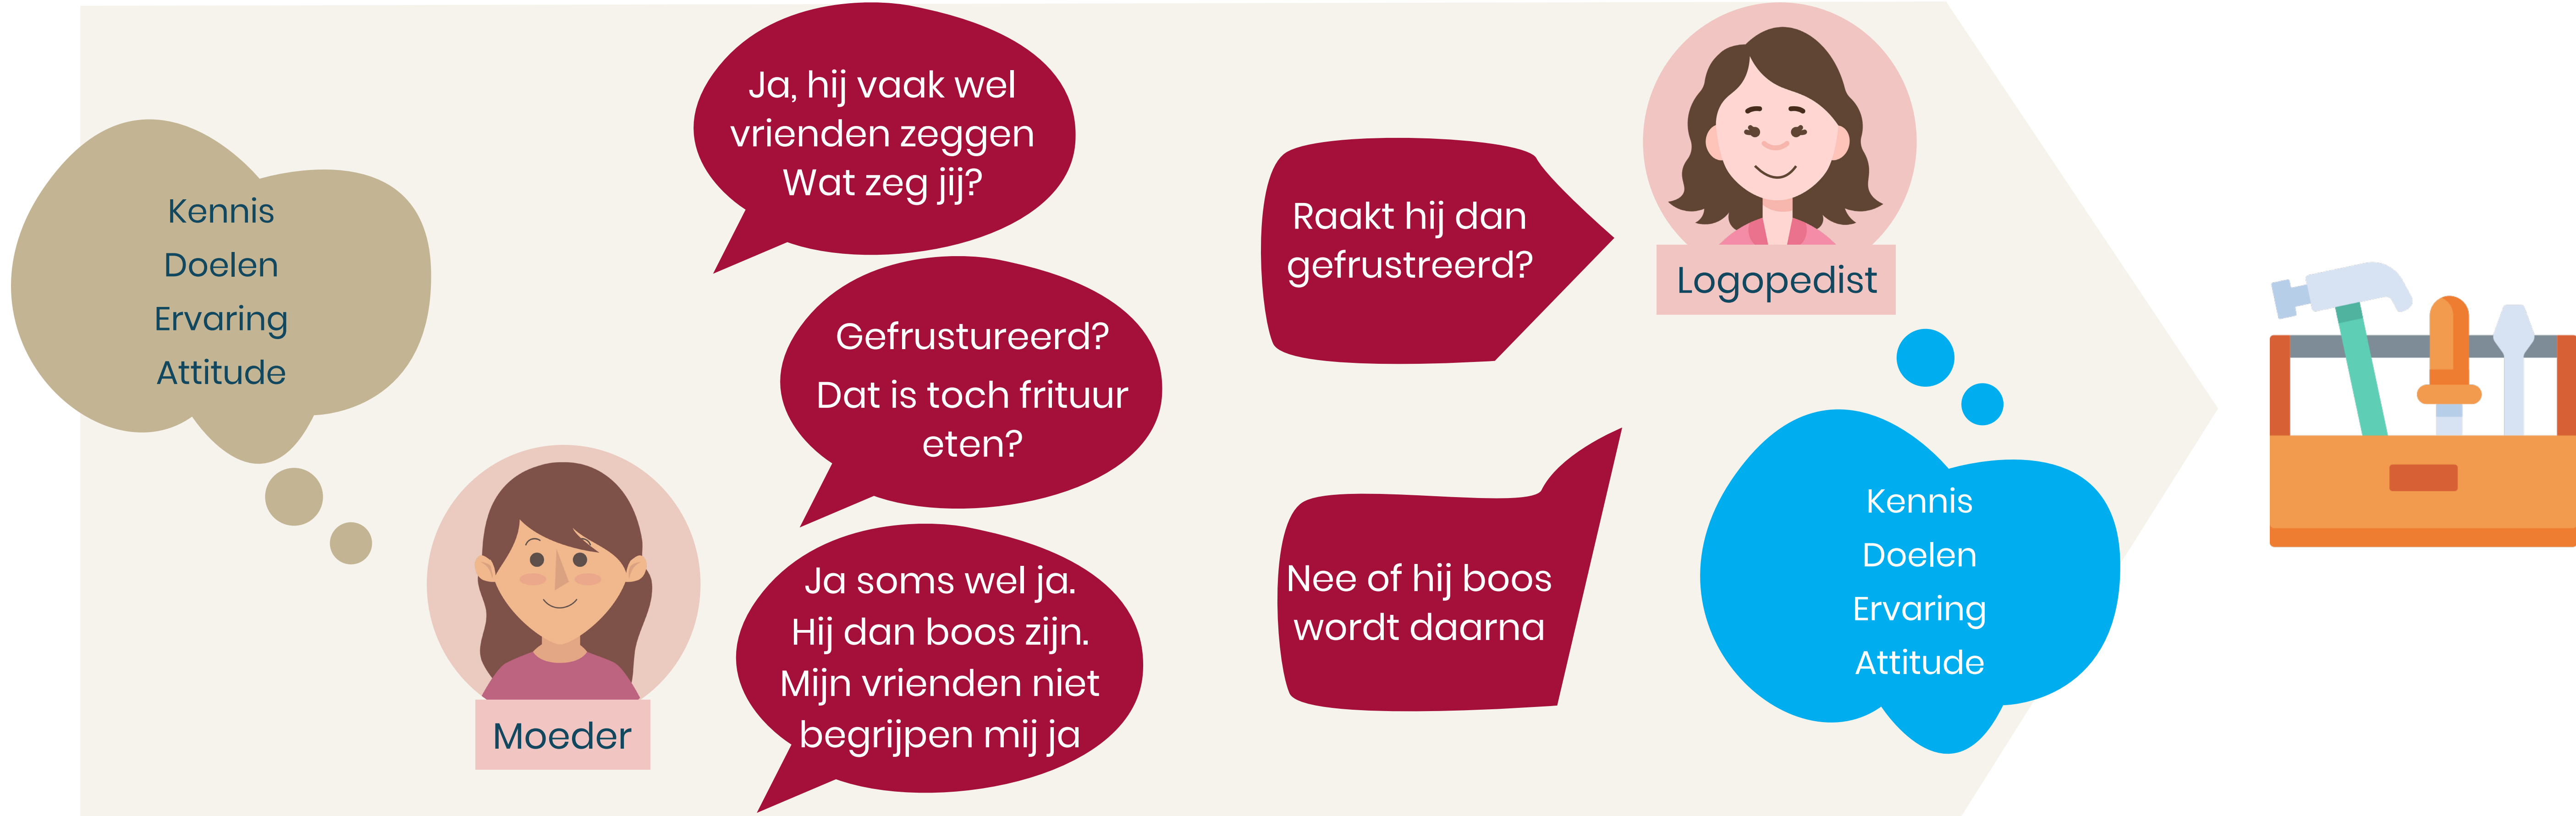 Kennis
Doelen
Ervaring
Attitude
Moeder
Ja, hij vaak wel
vrienden zeggen
Wat zeg jij?
Raakt hij dan
gefrustreerd?
Gefrustureerd?
Dat is toch frituur
eten?
Nee of hij boos
wordt daarna
Ja soms wel ja.
Hij dan boos zijn.
Mijn vrienden niet
begrijpen mij ja
Logopedist
Kennis
Doelen
Ervaring
Attitude